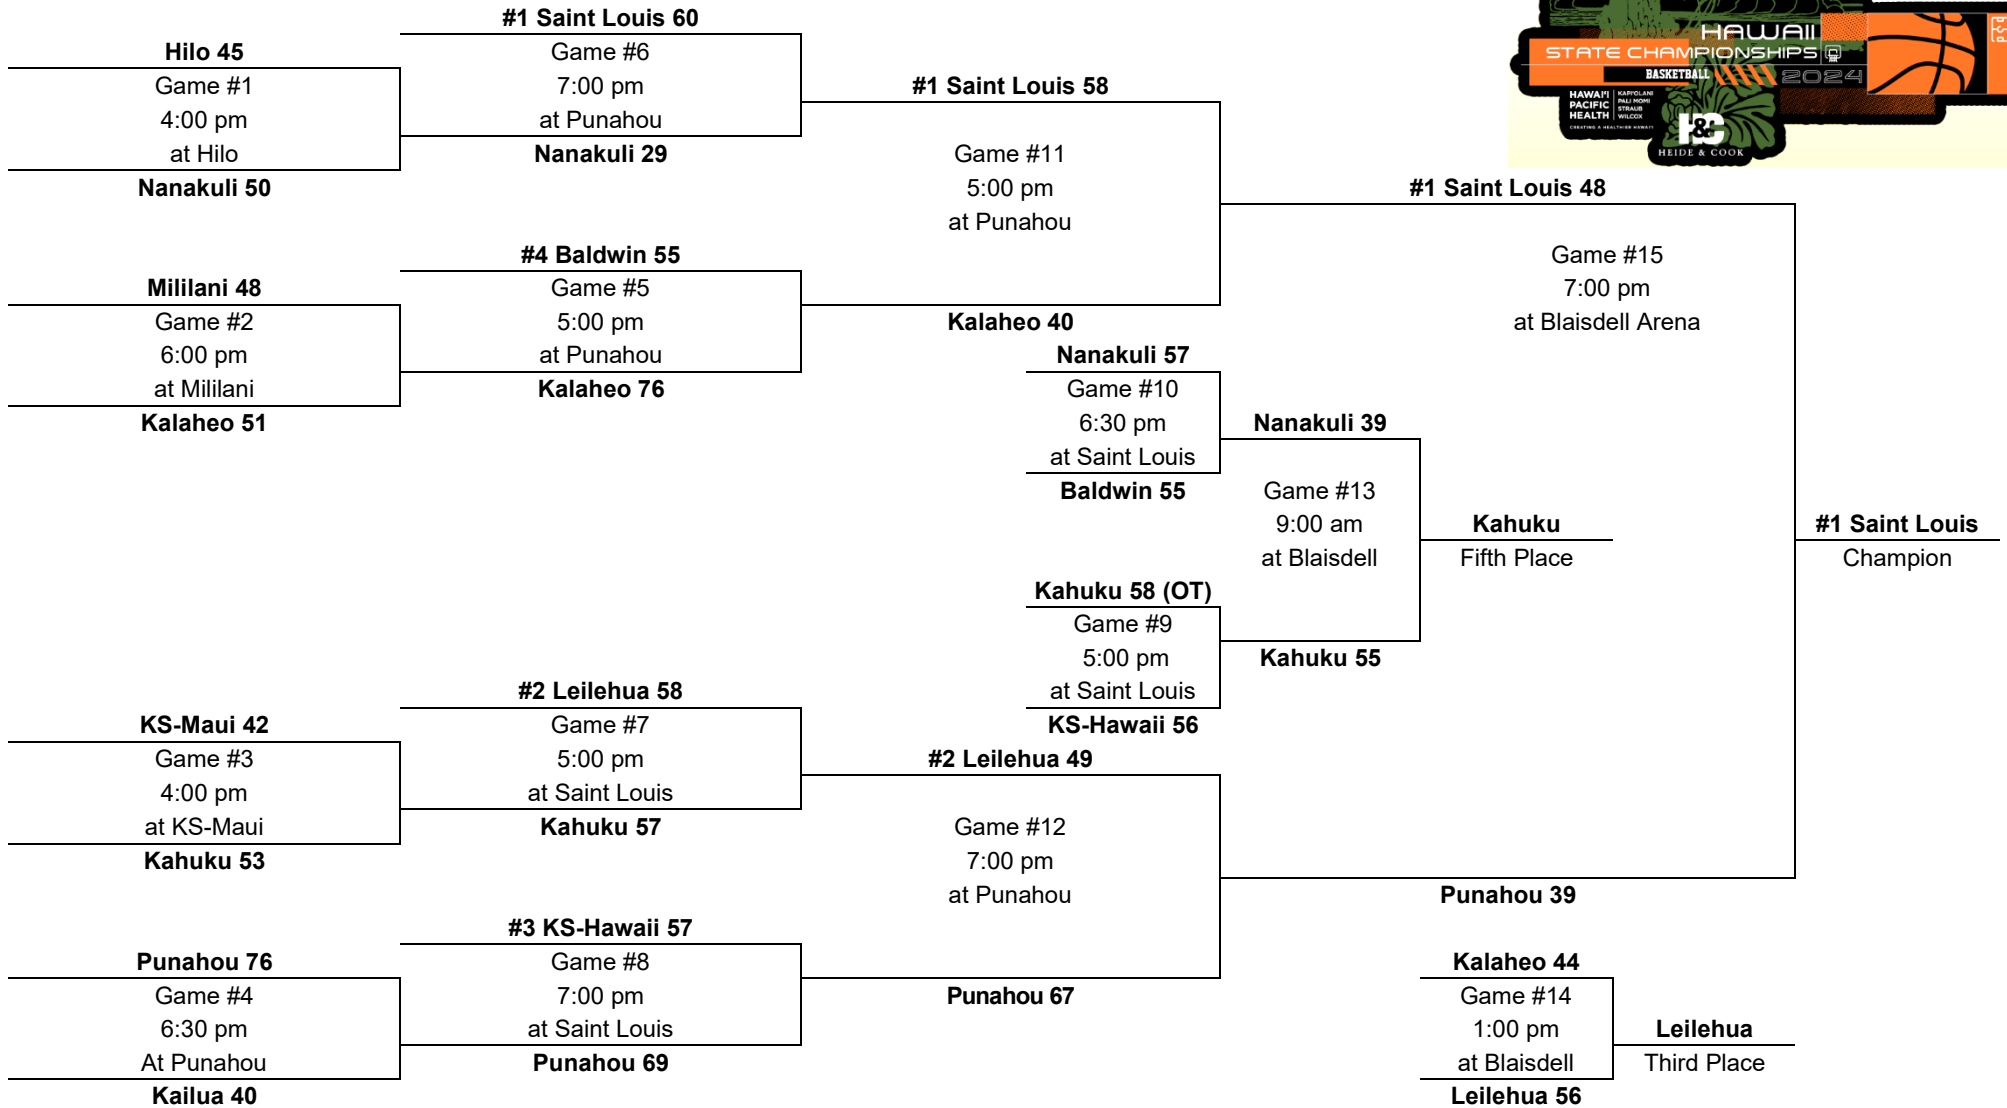 #1 Saint Louis 60
Hilo 45
Game #1
4:00 pm
at Hilo
Nanakuli 50
Game #6
7:00 pm
at Punahou
Nanakuli 29
#1 Saint Louis 58
Game #11
5:00 pm
at Punahou
Kalaheo 40
Mililani 48
Game #2
6:00 pm
at Mililani
Kalaheo 51
#4 Baldwin 55
Game #5
5:00 pm
at Punahou
Kalaheo 76
HAWAII
STATE CHAMPIONSHIPS
BASKETBALL 2024
HAWAI'I PACIFIC HEALTH
KAPI'OLANI
PALI MOMI
STRAUB
WILCOX
CREATING A HEALTHIER HAWAI'I
H&C
HEIDE & COOK
#1 Saint Louis 48
Game #15
7:00 pm
at Blaisdell Arena
Punahou 39
#1 Saint Louis
Champion
Nanakuli 57
Game #10
6:30 pm
at Saint Louis
Baldwin 55
Nanakuli 39
Game #13
9:00 am
at Blaisdell
Kahuku 55
Kahuku
Fifth Place
Kahuku 58 (OT)
Game #9
5:00 pm
at Saint Louis
KS-Hawaii 56
KS-Maui 42
Game #3
4:00 pm
at KS-Maui
Kahuku 53
#2 Leilehua 58
Game #7
5:00 pm
at Saint Louis
Kahuku 57
#2 Leilehua 49
Game #12
7:00 pm
at Punahou
Punahou 67
Punahou 76
Game #4
6:30 pm
At Punahou
Kailua 40
#3 KS-Hawaii 57
Game #8
7:00 pm
at Saint Louis
Punahou 69
Kalaheo 44
Game #14
1:00 pm
at Blaisdell
Leilehua 56
Leilehua
Third Place